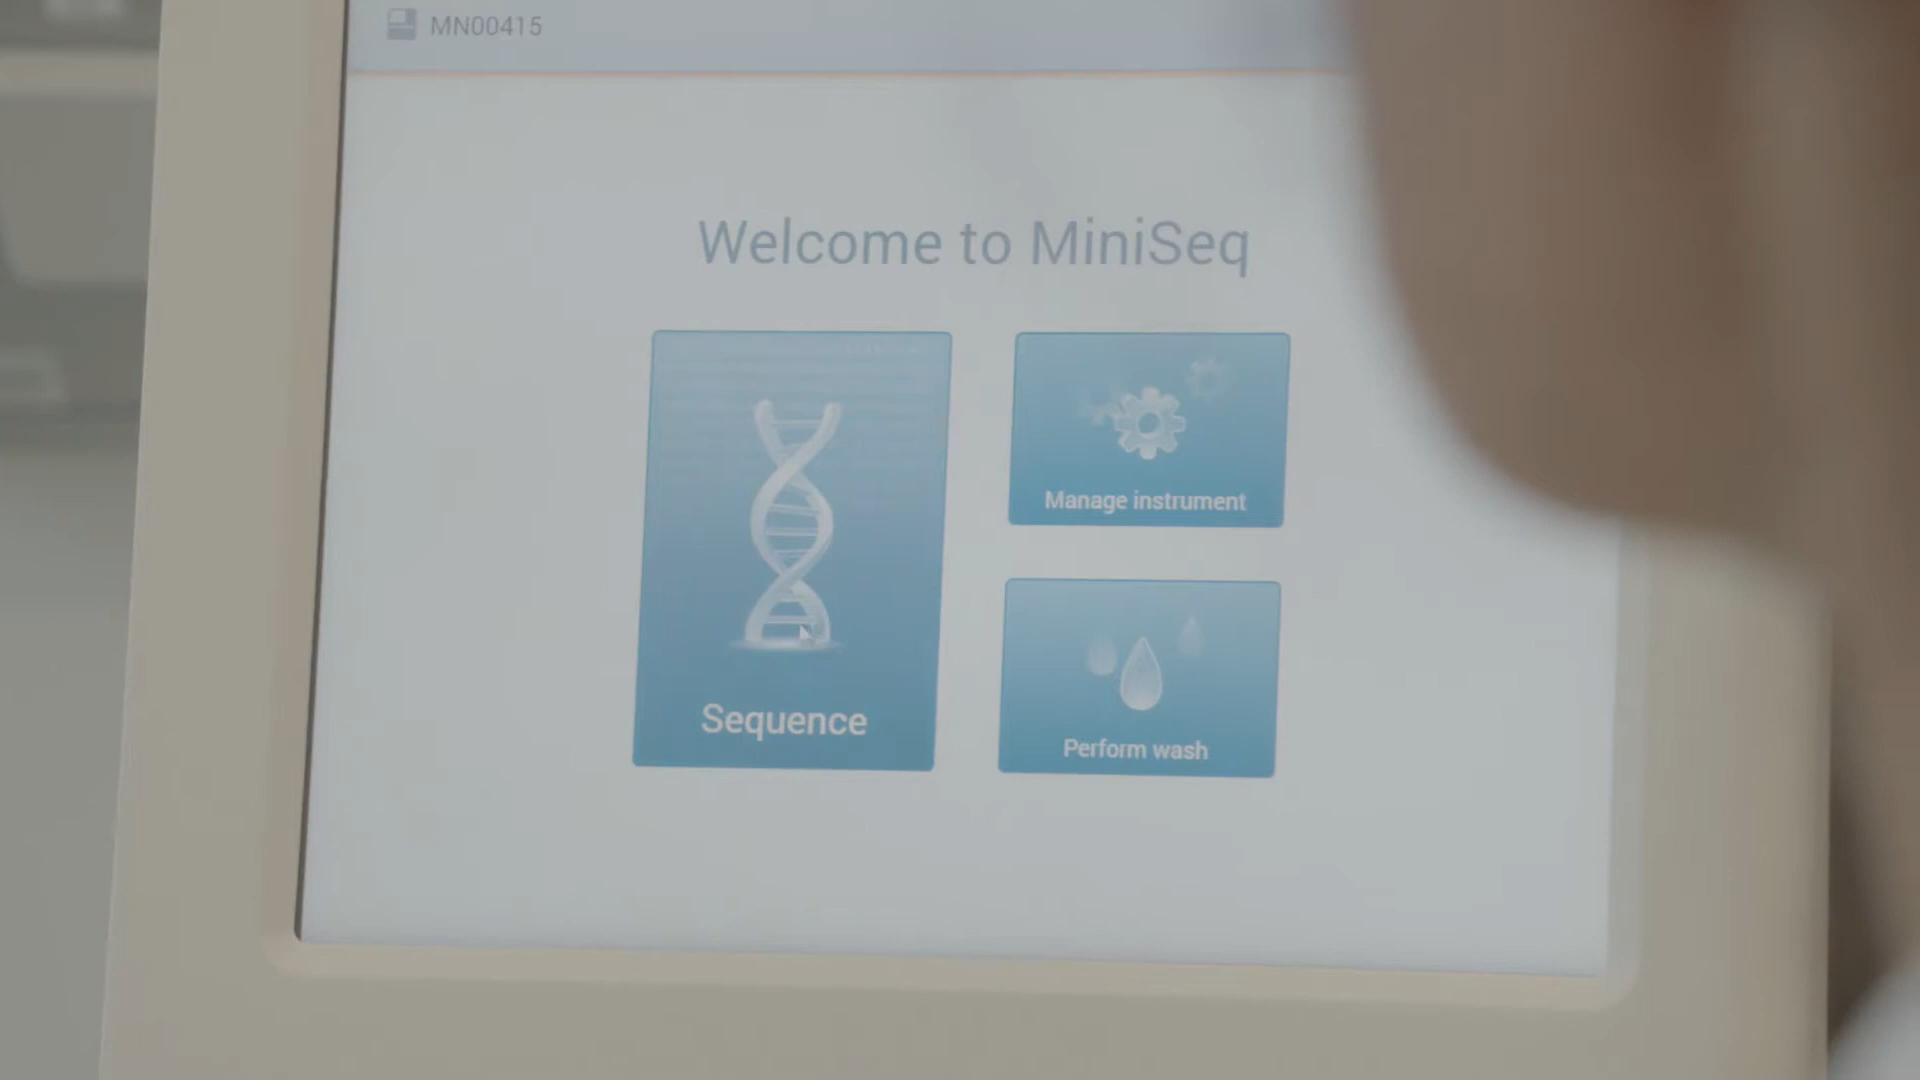 MN00415
Welcome to MiniSeq
Sequence
Manage instrument
Perform wash